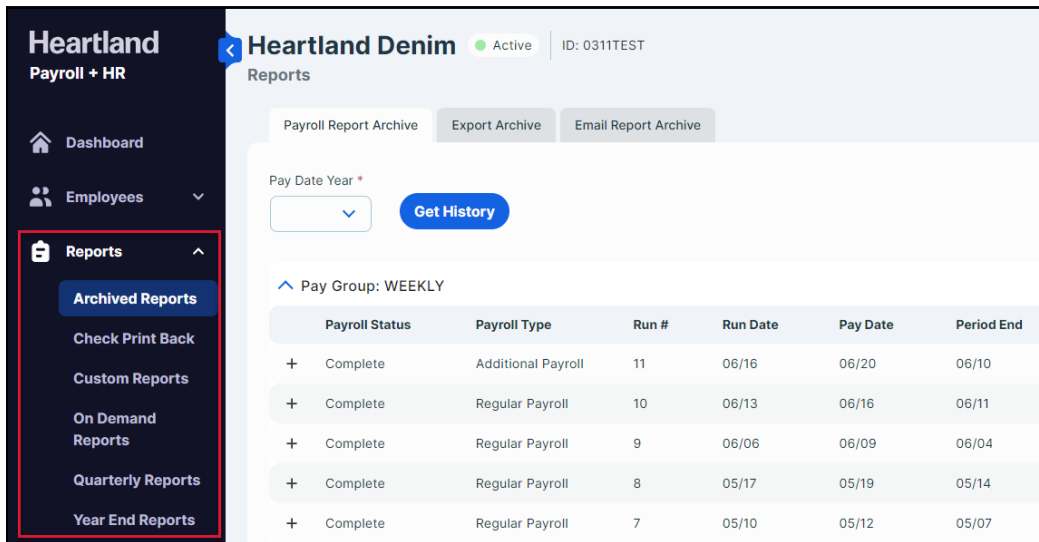 Heartland
Payroll + HR
Dashboard
Employees
Reports
Archived Reports
Check Print Back
Custom Reports
On Demand
Reports
Quarterly Reports
Year End Reports
Heartland Denim Active ID: 0311TEST
Reports
Payroll Report Archive Export Archive Email Report Archive
Pay Date Year *
Get History
Pay Group: WEEKLY
Payroll Status Payroll Type Run # Run Date Pay Date Period End
+ Complete Additional Payroll 11 06/16 06/20 06/10
+ Complete Regular Payroll 10 06/13 06/16 06/11
+ Complete Regular Payroll 9 06/06 06/09 06/04
+ Complete Regular Payroll 8 05/17 05/19 05/14
+ Complete Regular Payroll 7 05/10 05/12 05/07